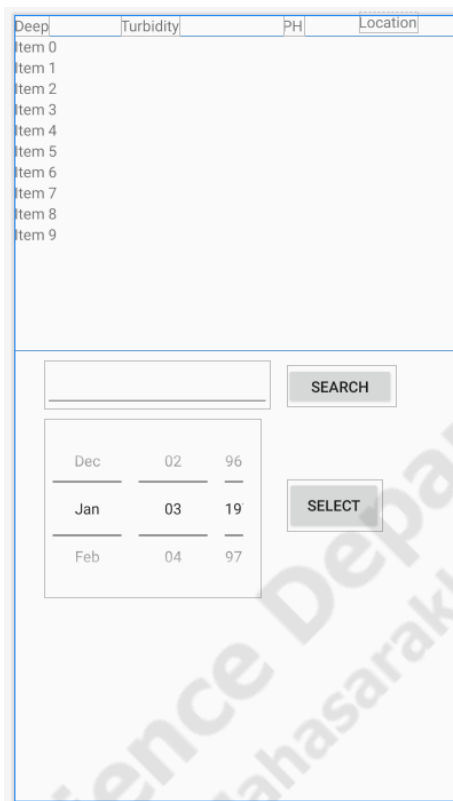 Deep Turbidity PH Location
Item 0
Item 1
Item 2
Item 3
Item 4
Item 5
Item 6
Item 7
Item 8
Item 9
SEARCH
Dec 02 96
Jan 03 19
Feb 04 97
SELECT